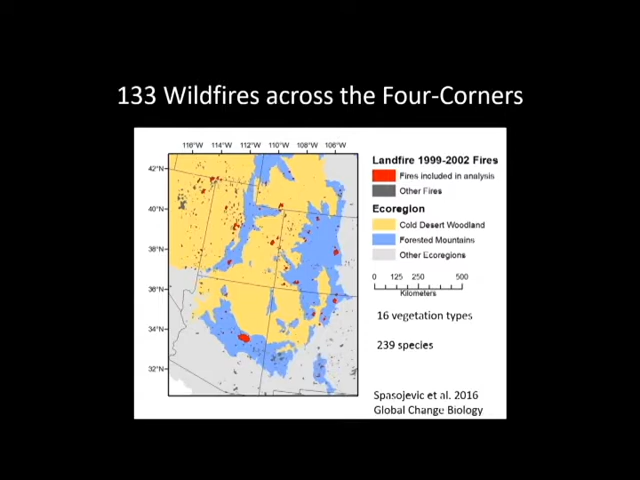 133 Wildfires across the Four-Corners
116°W 114°W 112°W 110°W 108°W 106°W
42°N
40°N
38°N
36°N
34°N
32°N
Landfire 1999-2002 Fires
Fires included in analysis
Other Fires
Ecoregion
Cold Desert Woodland
Forested Mountains
Other Ecoregions
0 125 250 500
Kilometers
16 vegetation types
239 species
Spasojevic et al. 2016
Global Change Biology